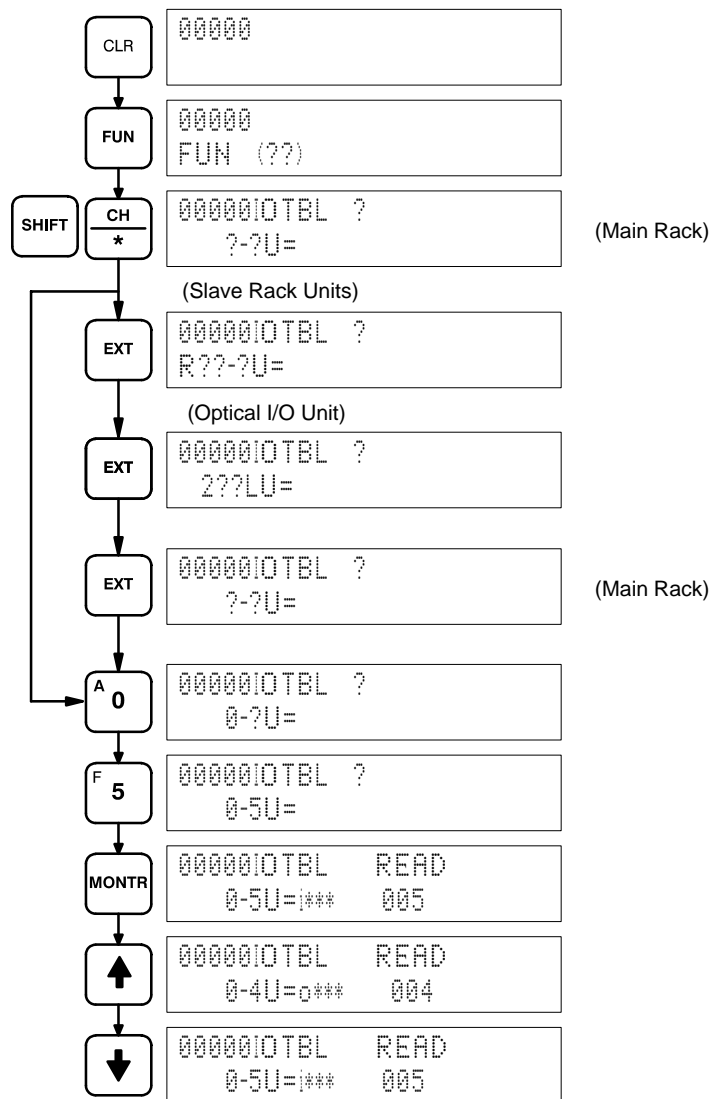 CLR
00000
FUN
00000
FUN (??)
SHIFT
CH
*
00000IOTBL ?
?-?U=
(Main Rack)
(Slave Rack Units)
EXT
00000IOTBL ?
R??-?U=
(Optical I/O Unit)
EXT
00000IOTBL ?
2??LU=
EXT
00000IOTBL ?
?-?U=
(Main Rack)
A
0
00000IOTBL ?
0-?U=
F
5
00000IOTBL ?
0-5U=
MONTR
00000IOTBL READ
0-5U=i*** 005
00000IOTBL READ
0-4U=o*** 004
00000IOTBL READ
0-5U=i*** 005